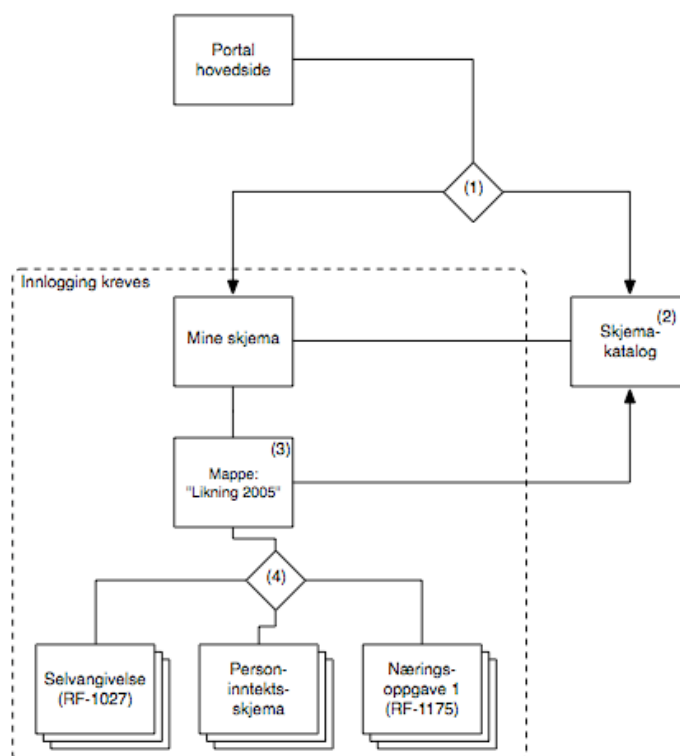 Portal
hovedside
(1)
Innlogging kreves
Mine skjema
(2)
Skjema-
katalog
(3)
Mappe:
"Likning 2005"
(4)
Selvangivelse
(RF-1027)
Person-
inntekts-
skjema
Nærings-
oppgave 1
(RF-1175)